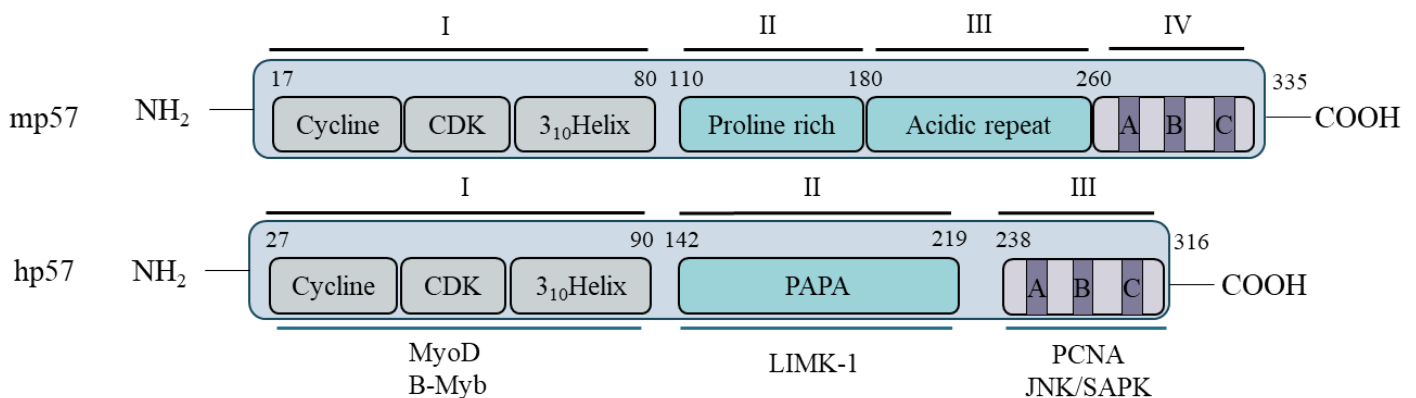 I II III IV
17 80 110 180 260 335
mp57 NH₂ Cycline CDK 3₁₀Helix Proline rich Acidic repeat A B C COOH
I II III
27 90 142 219 238 316
hp57 NH₂ Cycline CDK 3₁₀Helix PAPA A B C COOH
MyoD LIMK-1 PCNA
B-Myb JNK/SAPK